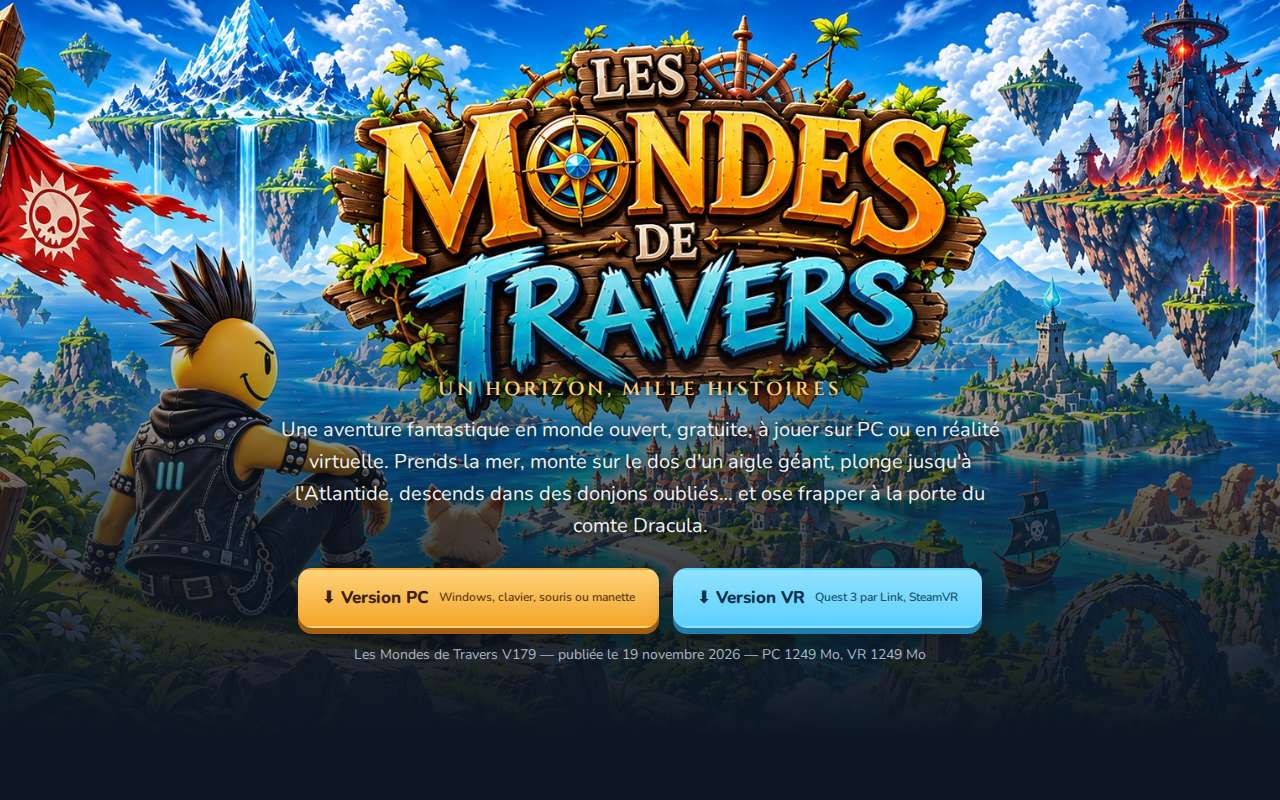 LES
MONDES
DE
TRAVERS
UN HORIZON, MILLE HISTOIRES
Une aventure fantastique en monde ouvert, gratuite, à jouer sur PC ou en réalité
virtuelle. Prends la mer, monte sur le dos d'un aigle géant, plonge jusqu'à
l'Atlantide, descends dans des donjons oubliés... et ose frapper à la porte du
comte Dracula.
⬇ Version PC Windows, clavier, souris ou manette
⬇ Version VR Quest 3 par Link, SteamVR
Les Mondes de Travers V179 — publiée le 19 novembre 2026 — PC 1249 Mo, VR 1249 Mo